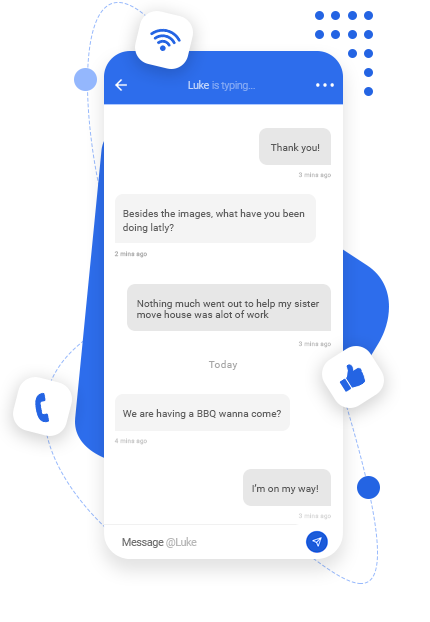 Luke is typing...
Thank you!
3 mins ago
Besides the images, what have you been
doing latly?
2 mins ago
Nothing much went out to help my sister
move house was alot of work
3 mins ago
Today
We are having a BBQ wanna come?
4 mins ago
I'm on my way!
3 mins ago
Message @Luke